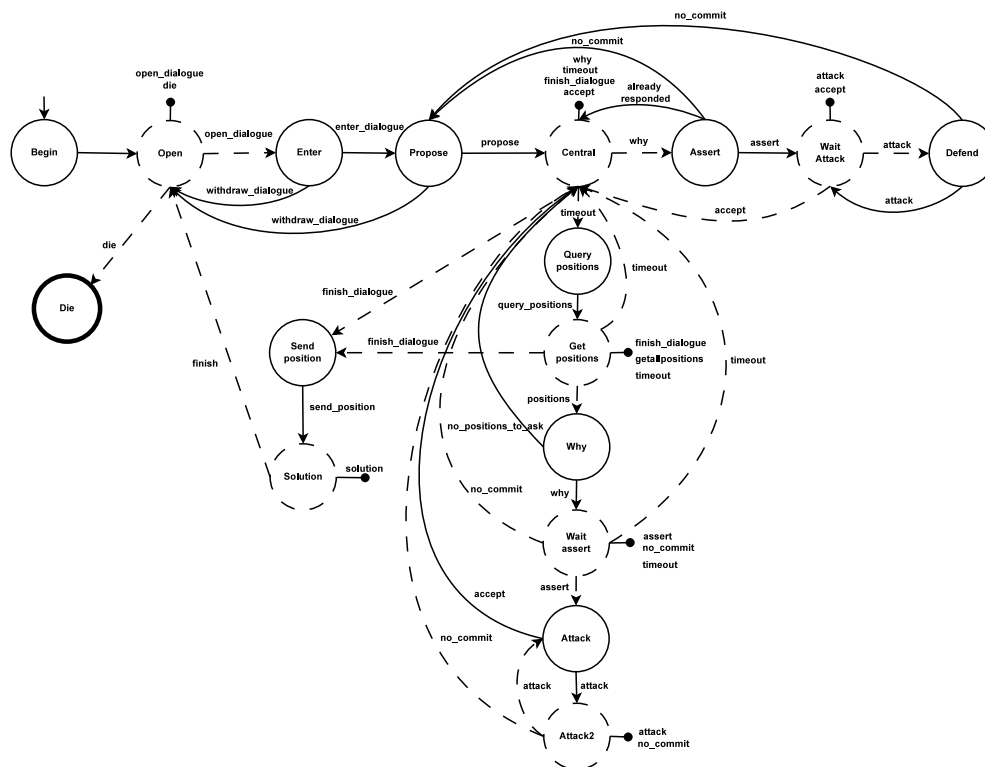 no_commit
no_commit
why
timeout
finish_dialogue
accept
already
responded
open_dialogue
die
attack
accept
Begin
Open
open_dialogue
Enter
enter_dialogue
Propose
propose
Central
why
Assert
assert
Wait
Attack
attack
Defend
withdraw_dialogue
withdraw_dialogue
timeout
accept
attack
die
Query
positions
timeout
finish_dialogue
query_positions
Die
Send
position
finish_dialogue
Get
positions
finish_dialogue
getallpositions
timeout
timeout
finish
send_position
positions
no_positions_to_ask
Why
Solution
solution
no_commit
why
Wait
assert
assert
no_commit
timeout
accept
assert
no_commit
Attack
attack
attack
Attack2
attack
no_commit